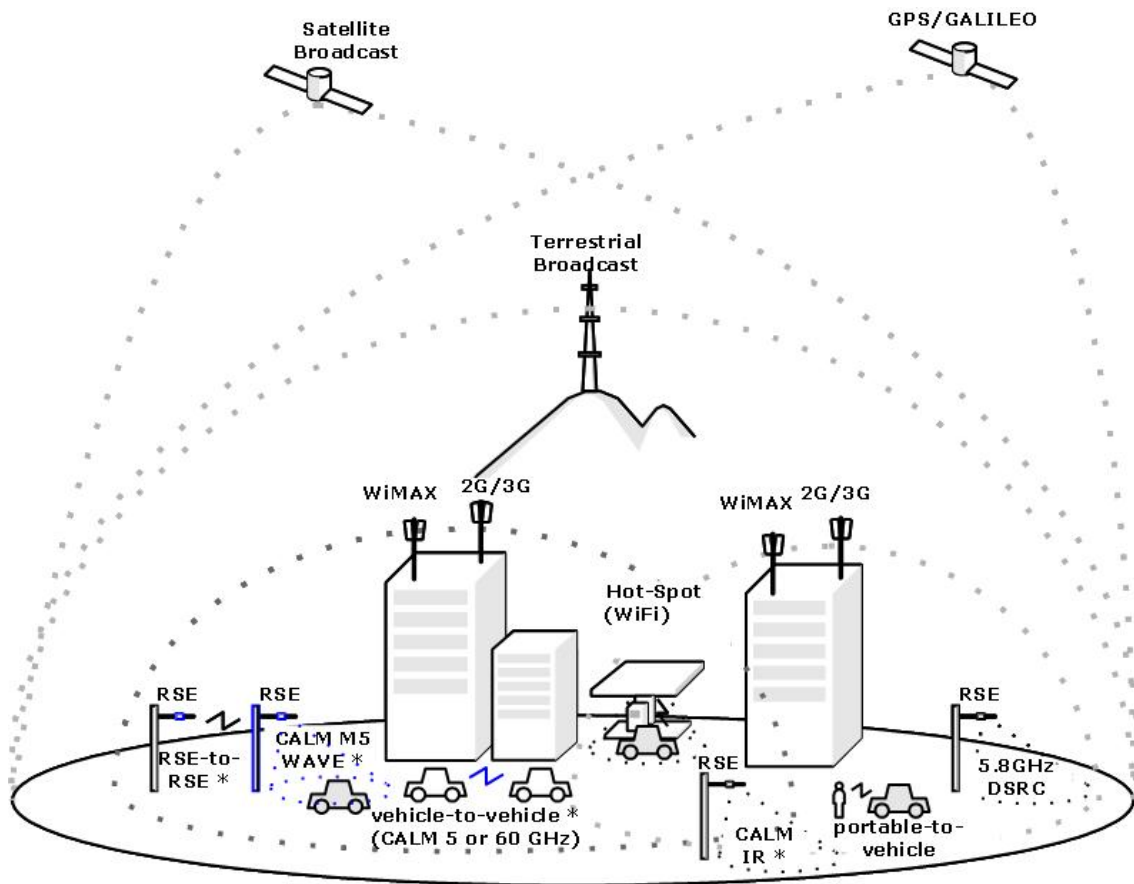 Satellite
Broadcast
GPS/GALILEO
Terrestrial
Broadcast
WiMAX
2G/3G
WiMAX
2G/3G
Hot-Spot
(WiFi)
RSE
RSE
RSE
RSE-to-
RSE *
CALM M5
WAVE *
RSE
5.8GHz
DSRC
vehicle-to-vehicle *
(CALM 5 or 60 GHz)
CALM
IR *
portable-to-
vehicle